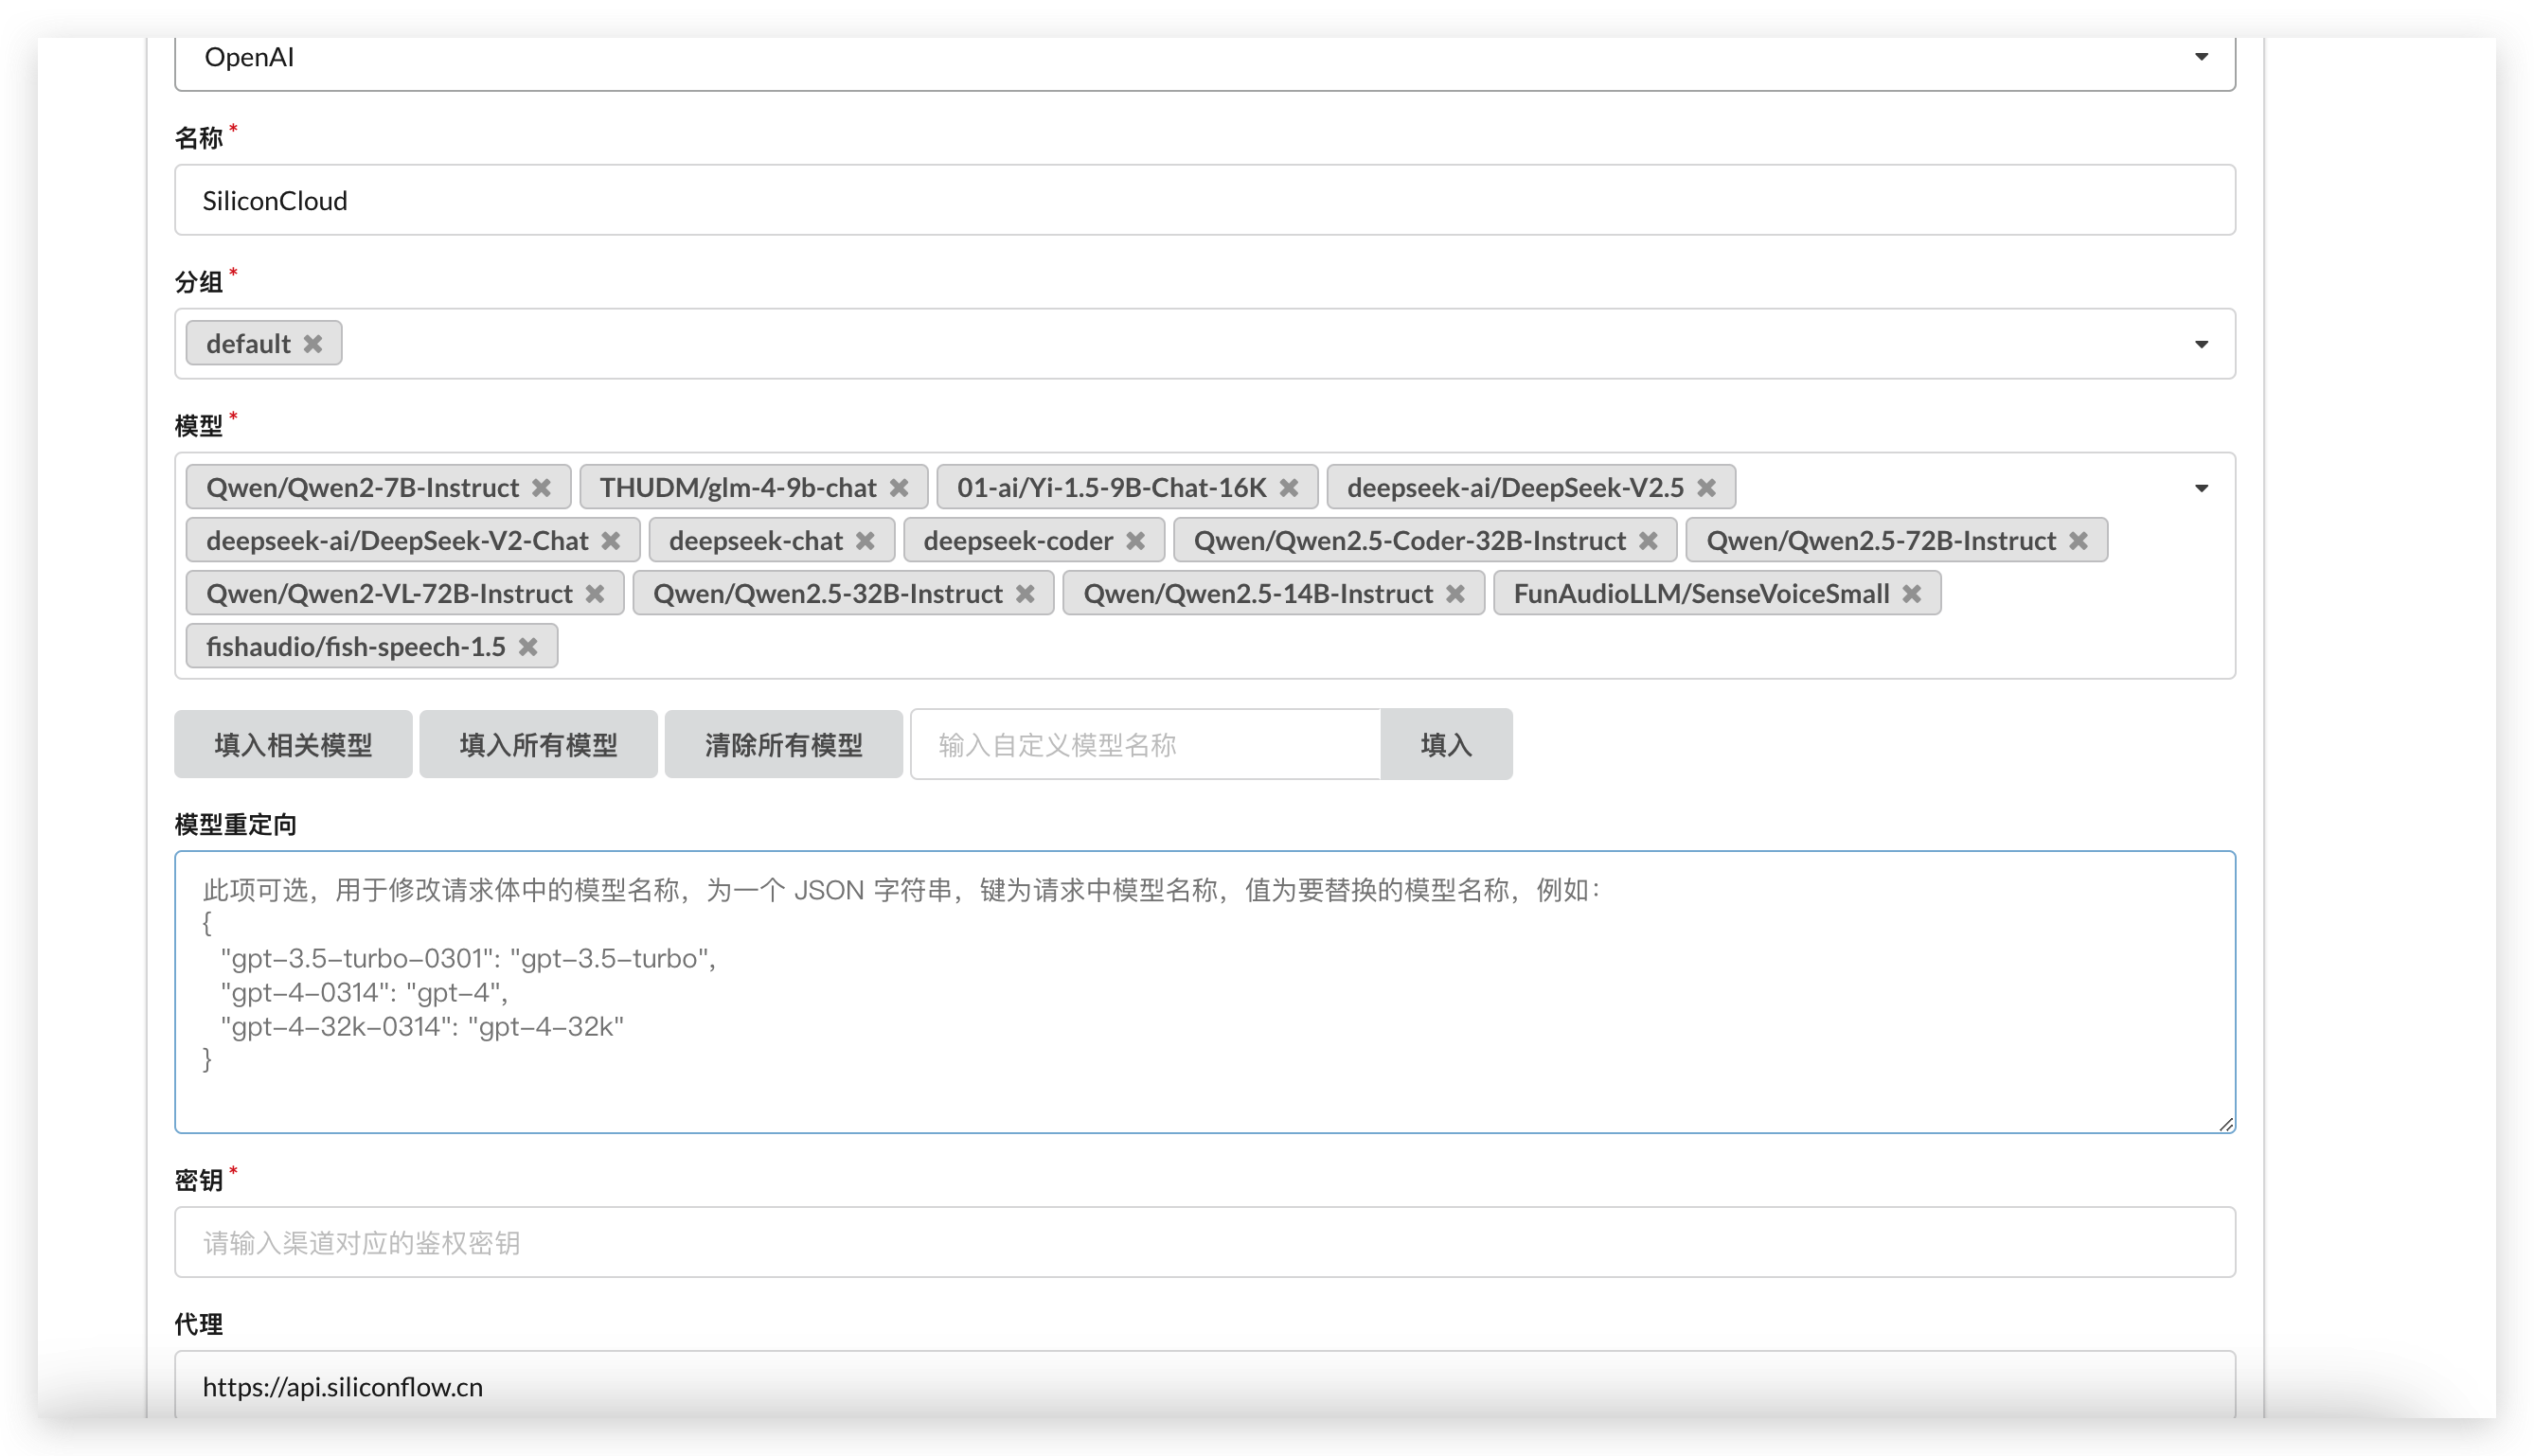 OpenAI
名称*
SiliconCloud
分组*
default
模型*
Qwen/Qwen2-7B-Instruct THUDM/glm-4-9b-chat 01-ai/Yi-1.5-9B-Chat-16K deepseek-ai/DeepSeek-V2.5
deepseek-ai/DeepSeek-V2-Chat deepseek-chat deepseek-coder Qwen/Qwen2.5-Coder-32B-Instruct Qwen/Qwen2.5-72B-Instruct
Qwen/Qwen2-VL-72B-Instruct Qwen/Qwen2.5-32B-Instruct Qwen/Qwen2.5-14B-Instruct FunAudioLLM/SenseVoiceSmall
fishaudio/fish-speech-1.5
填入相关模型 填入所有模型 清除所有模型 输入自定义模型名称 填入
模型重定向
此项可选，用于修改请求体中的模型名称，为一个 JSON 字符串，键为请求中模型名称，值为要替换的模型名称，例如：
{
"gpt-3.5-turbo-0301": "gpt-3.5-turbo",
"gpt-4-0314": "gpt-4",
"gpt-4-32k-0314": "gpt-4-32k"
}
密钥*
请输入渠道对应的鉴权密钥
代理
https://api.siliconflow.cn